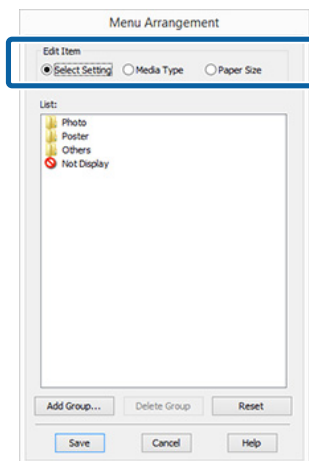 Menu Arrangement
Edit Item
Select Setting Media Type Paper Size
List:
Photo
Poster
Others
Not Display
Add Group... Delete Group Reset
Save Cancel Help